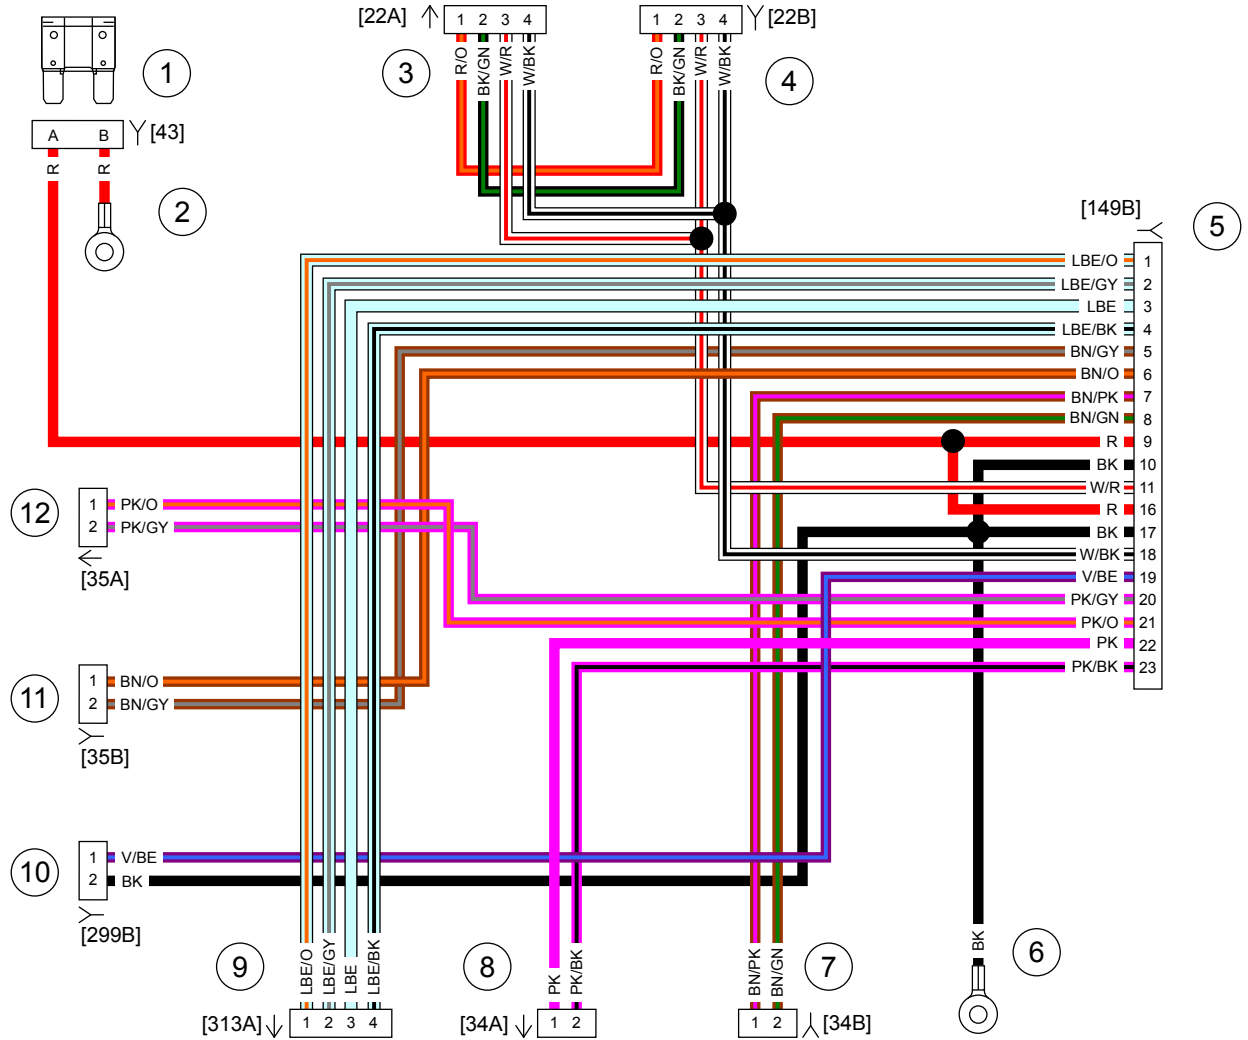 [22A]
1 2 3 4
R/O
BK/GN
W/R
W/BK
3
1 2 3 4
[22B]
R/O
BK/GN
W/R
W/BK
4
1
A B
[43]
R
R
2
[149B]
5
LBE/O 1
LBE/GY 2
LBE 3
LBE/BK 4
BN/GY 5
BN/O 6
BN/PK 7
BN/GN 8
R 9
BK 10
W/R 11
R 16
BK 17
W/BK 18
V/BE 19
PK/GY 20
PK/O 21
PK 22
PK/BK 23
12
1 PK/O
2 PK/GY
[35A]
11
1 BN/O
2 BN/GY
[35B]
10
1 V/BE
2 BK
[299B]
9
LBE/O
LBE/GY
LBE
LBE/BK
[313A]
1 2 3 4
8
PK
PK/BK
[34A]
1 2
BN/PK
BN/GN
7
1 2
[34B]
BK
6